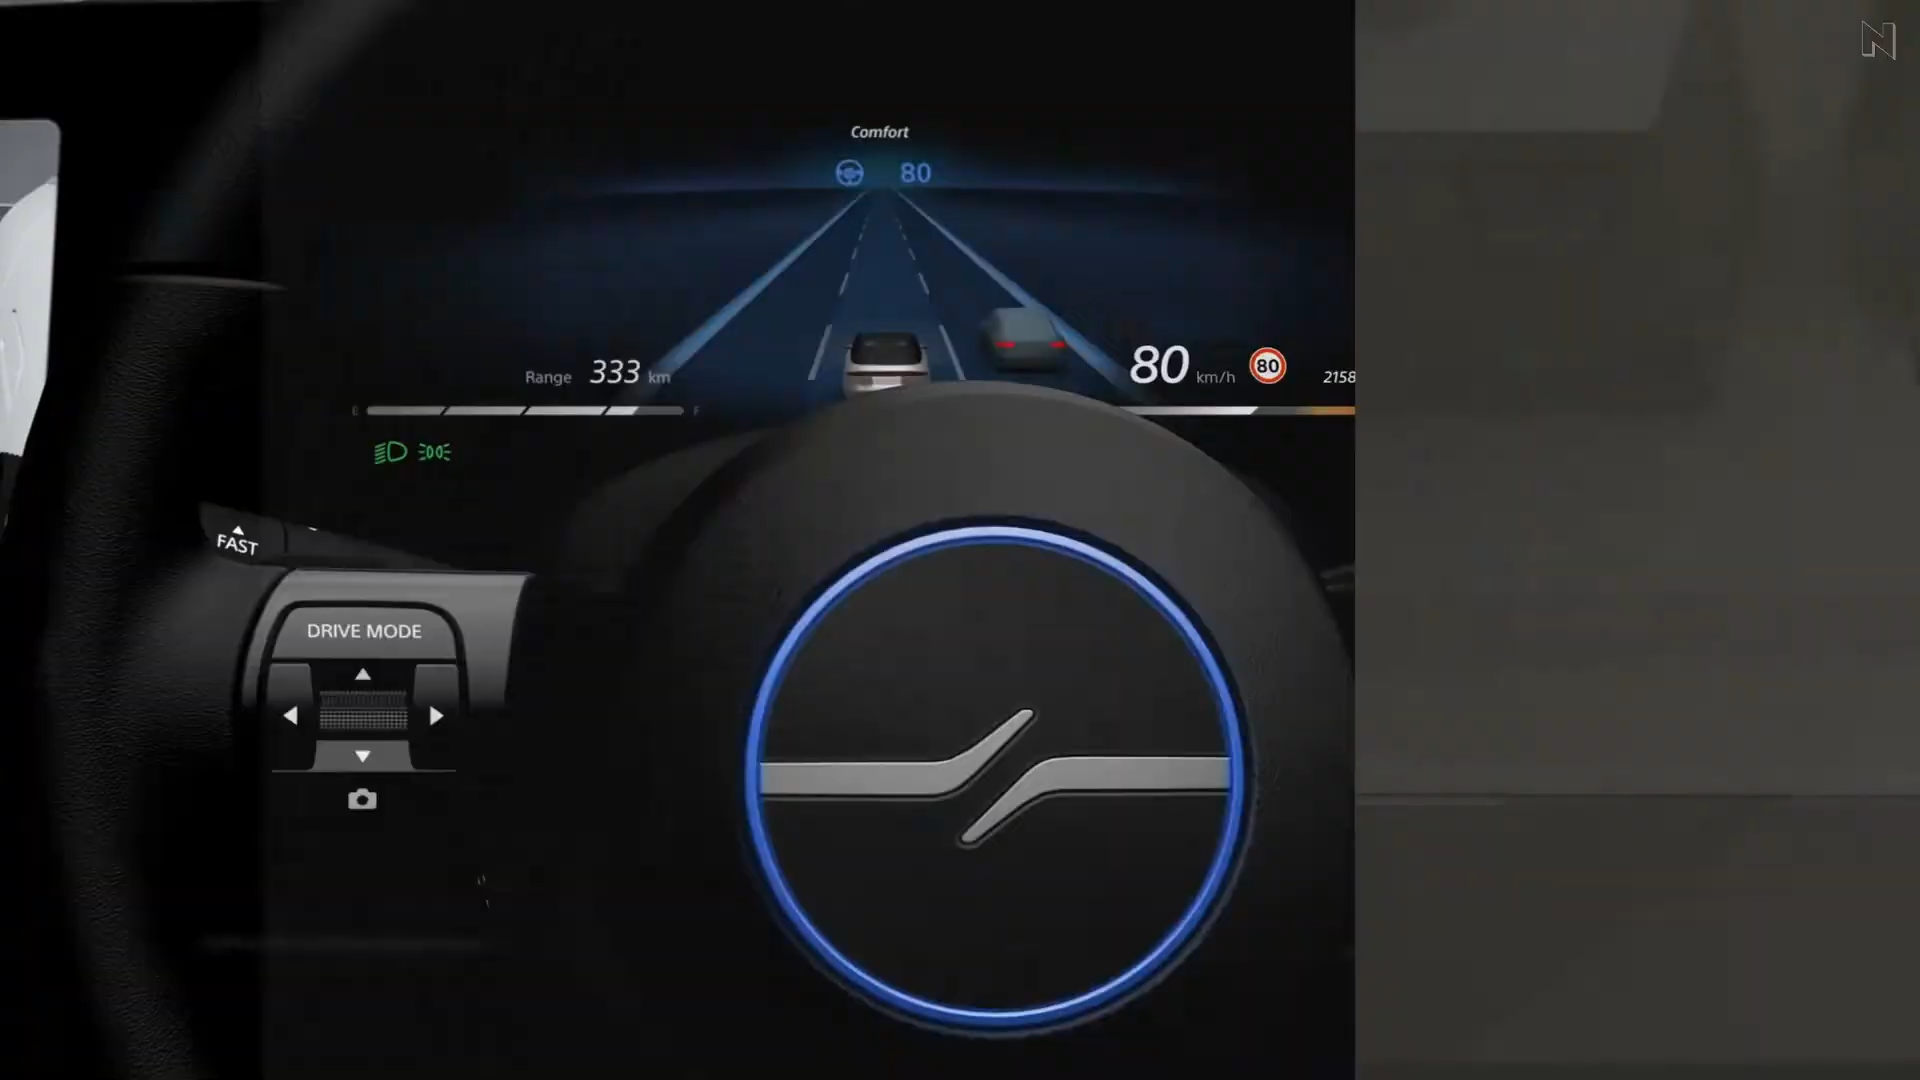 N
Comfort
80
Range 333 km
80 km/h 80
2158
E F
FAST
DRIVE MODE